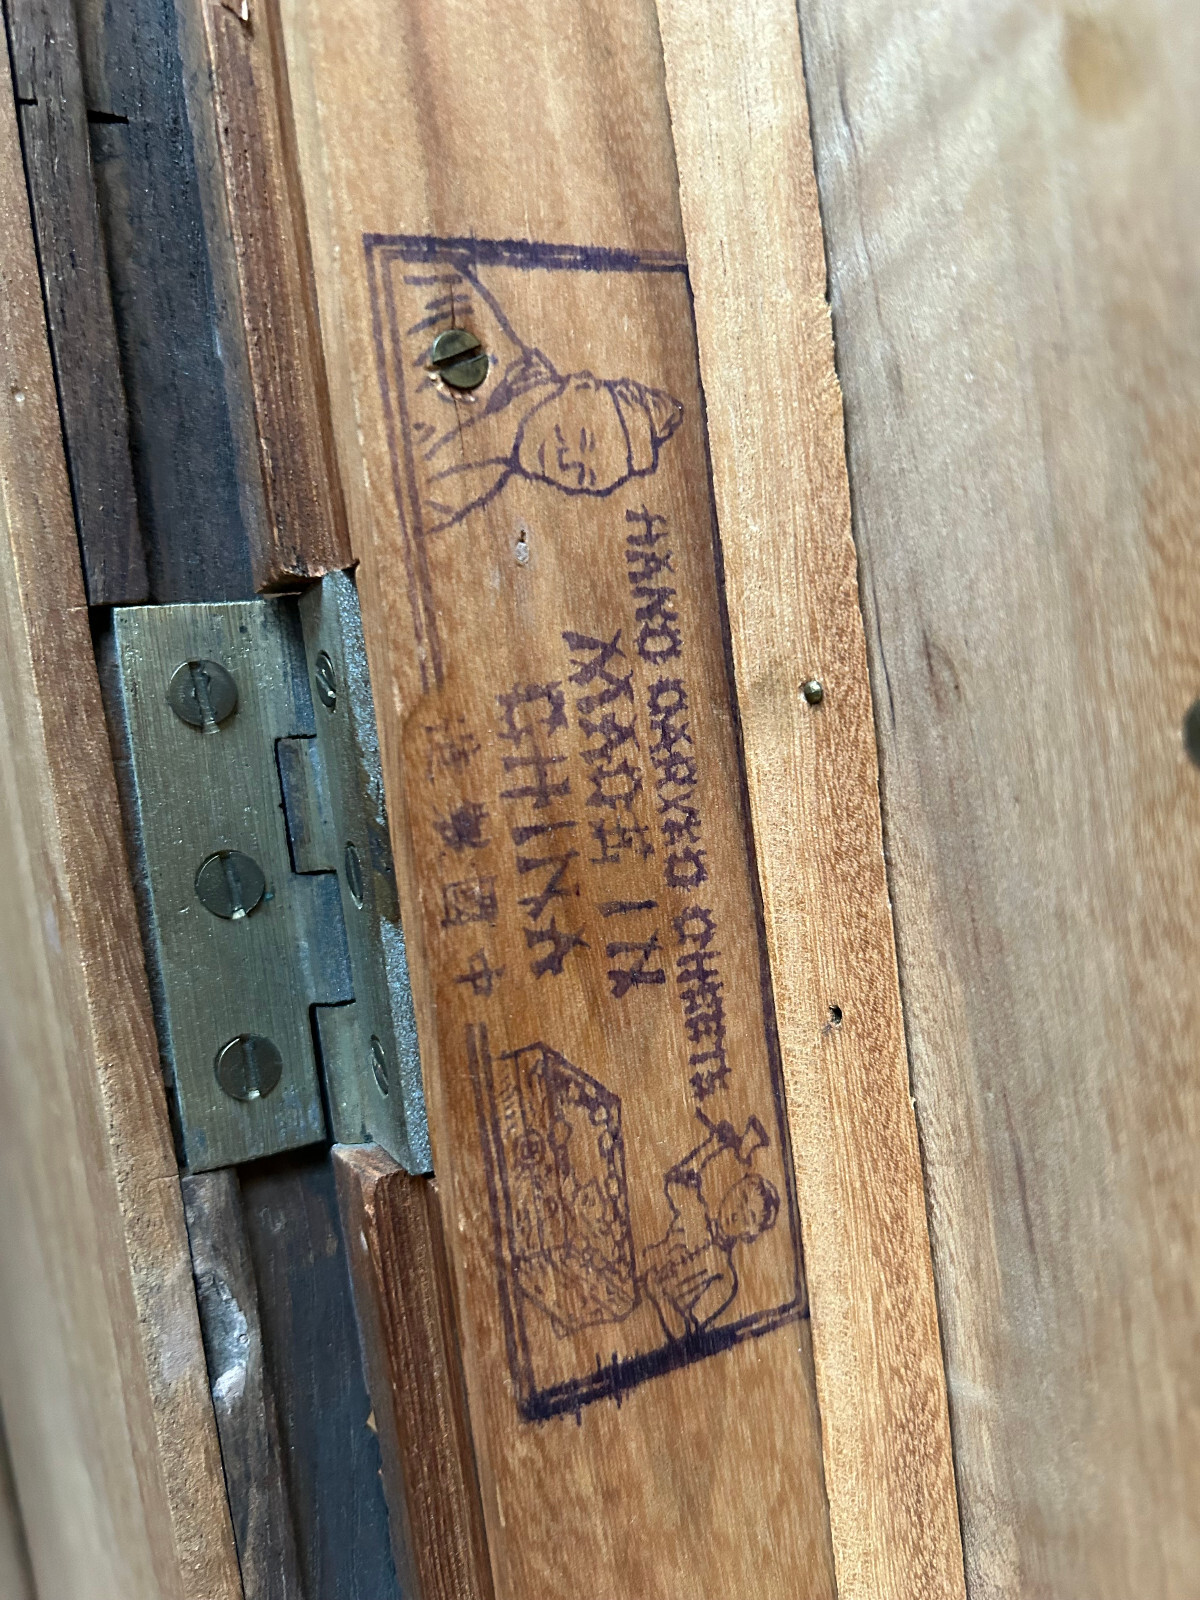 HAND CARVED CHESTS
MADE IN
CHINA
中國製造